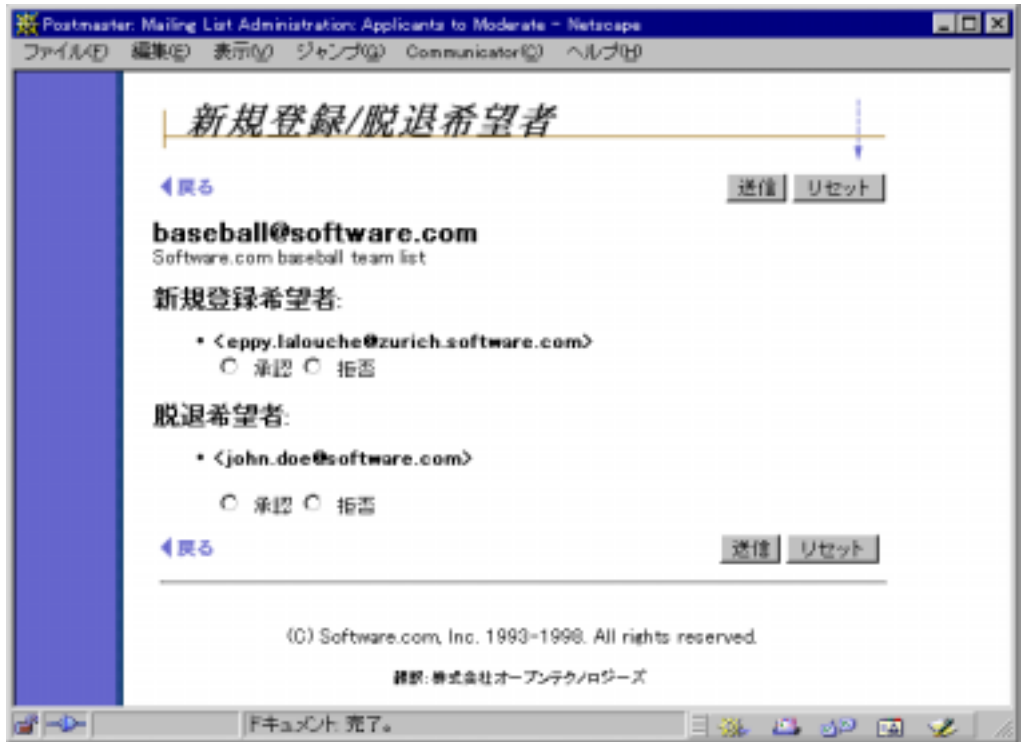 Postmaster: Mailing List Administration: Applicants to Moderate - Netscape
ファイル(F) 編集(E) 表示(V) ジャンプ(G) Communicator(C) ヘルプ(H)
新規登録/脱退希望者
戻る 送信 リセット
baseball@software.com
Software.com baseball team list
新規登録希望者:
• <eppy.lalouche@zurich.software.com>
承認 拒否
脱退希望者:
• <john.doe@software.com>
承認 拒否
戻る 送信 リセット
(C) Software.com, Inc. 1993-1998. All rights reserved.
翻訳: 株式会社オープンテクノロジーズ
ドキュメント: 完了。